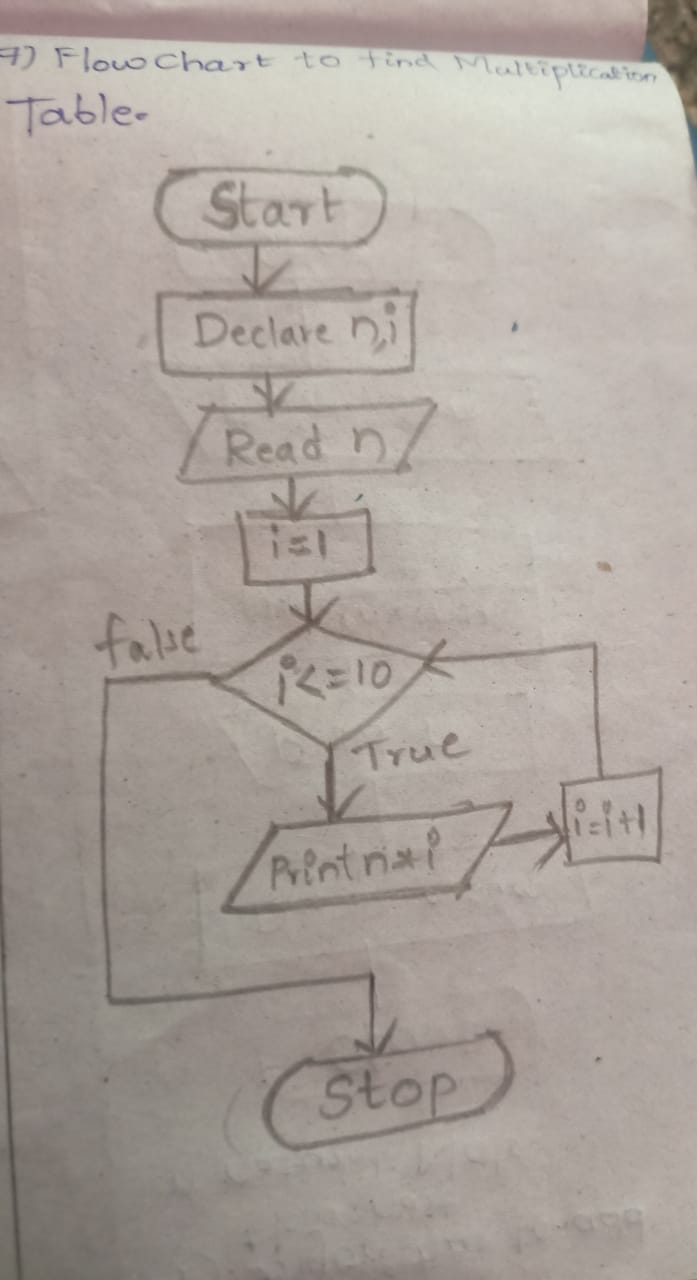 7) Flow Chart to find Multiplication
Table.
Start
Declare n,i
Read n
i=1
false
i<=10
True
Print n*i
i=i+1
Stop